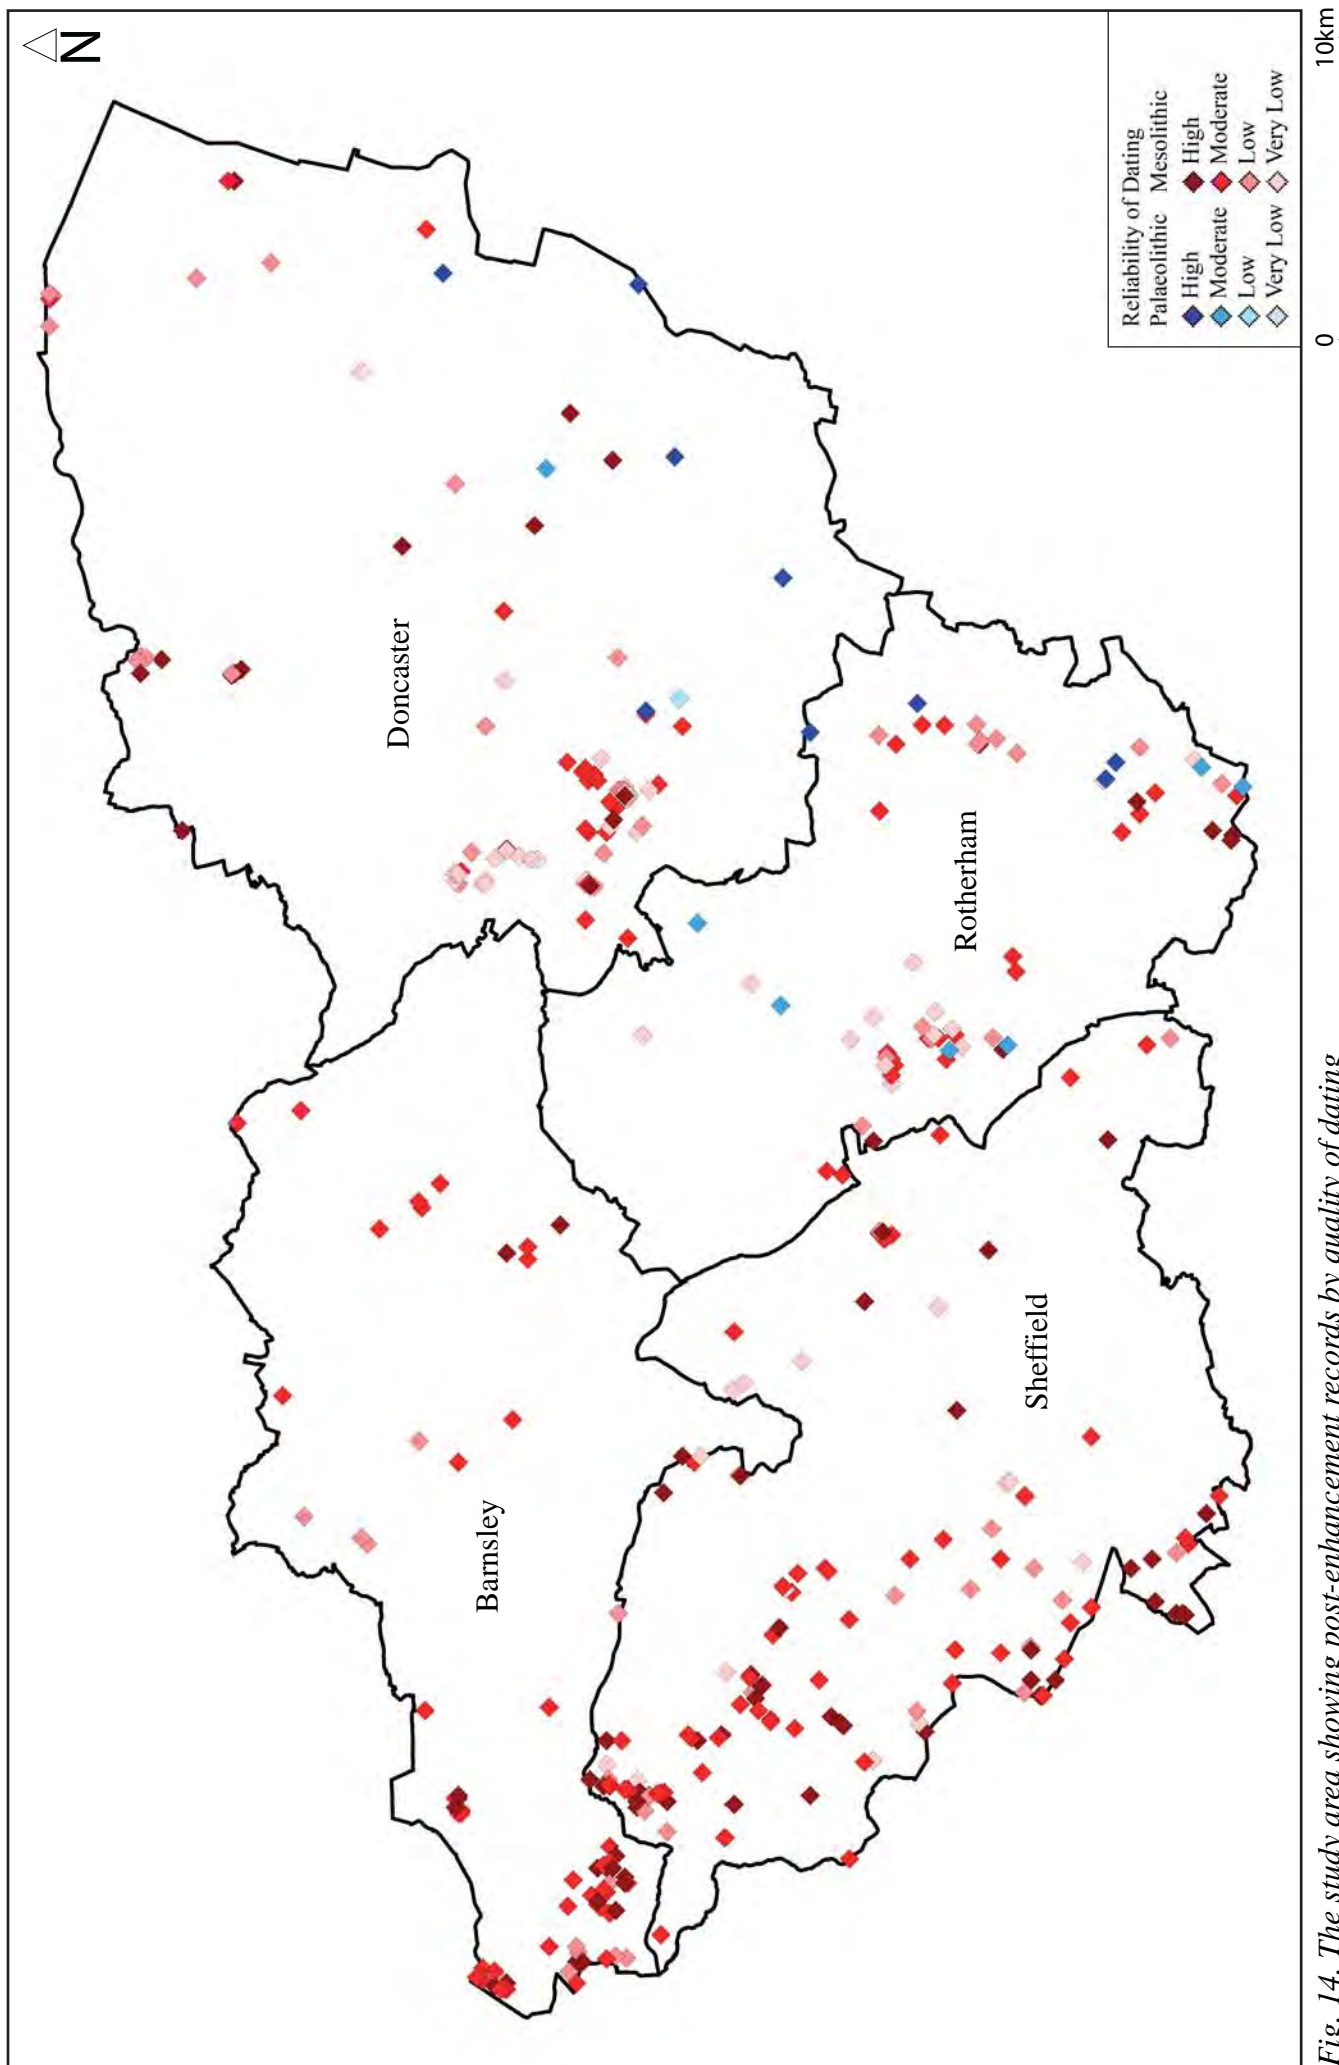 N
Doncaster
Barnsley
Rotherham
Sheffield
Reliability of Dating
Palaeolithic Mesolithic
High High
Moderate Moderate
Low Low
Very Low Very Low
0 10km
Fig. 14. The study area showing post-enhancement records by quality of dating